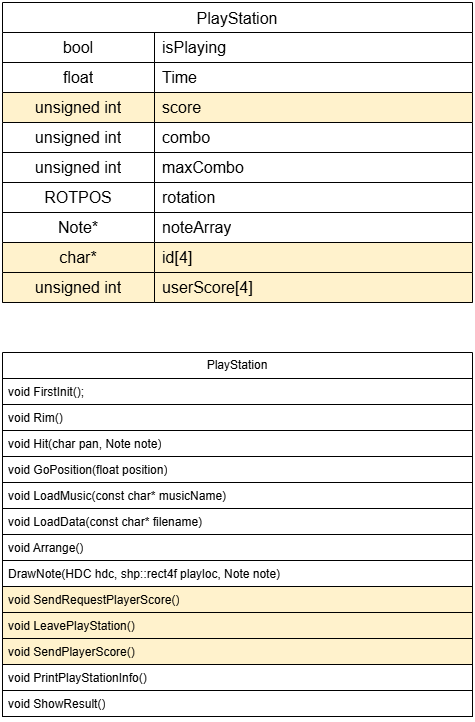 PlayStation
bool isPlaying
float Time
unsigned int score
unsigned int combo
unsigned int maxCombo
ROTPOS rotation
Note* noteArray
char* id[4]
unsigned int userScore[4]
PlayStation
void FirstInit();
void Rim()
void Hit(char pan, Note note)
void GoPosition(float position)
void LoadMusic(const char* musicName)
void LoadData(const char* filename)
void Arrange()
DrawNote(HDC hdc, shp::rect4f playloc, Note note)
void SendRequestPlayerScore()
void LeavePlayStation()
void SendPlayerScore()
void PrintPlayStationInfo()
void ShowResult()